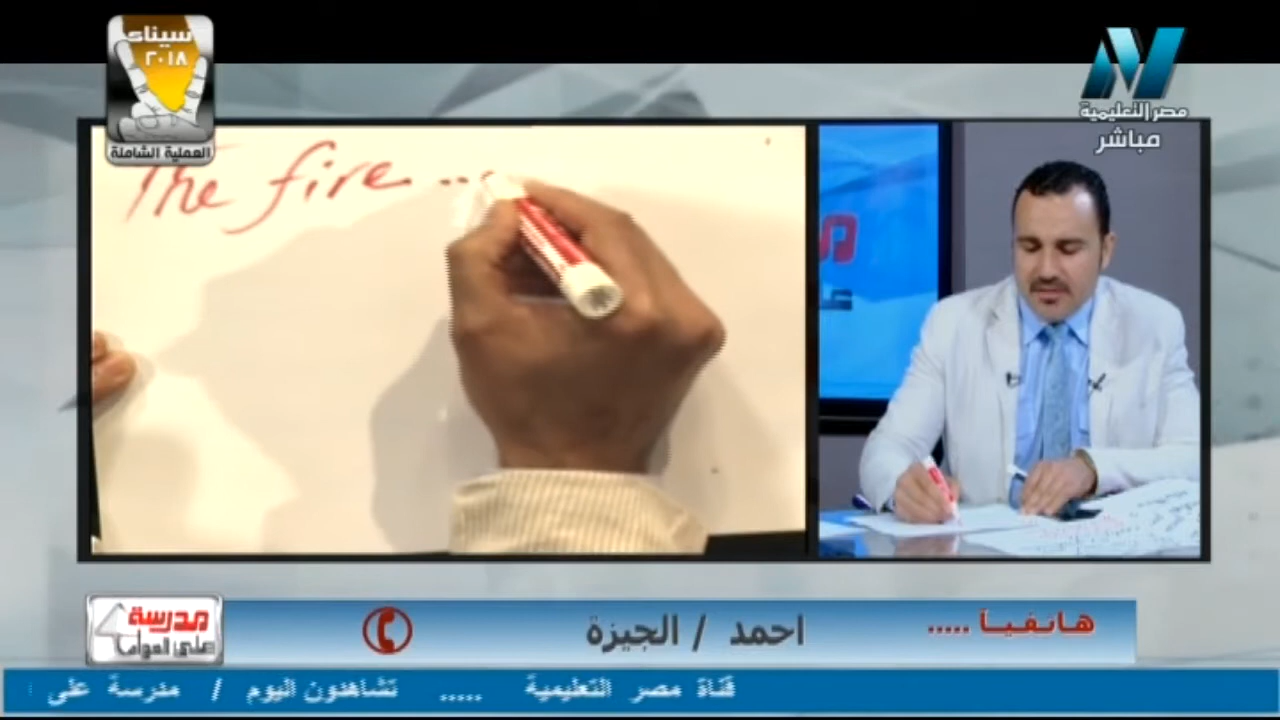 سيناء
٢٠١٨
العملية الشاملة
مصر التعليمية
مباشر
The fire ...
هاتفياً .....
احمد / الجيزة
مدرسة
على الهواء
قناة مصر التعليمية ..... تشاهدون اليوم / مدرسة على